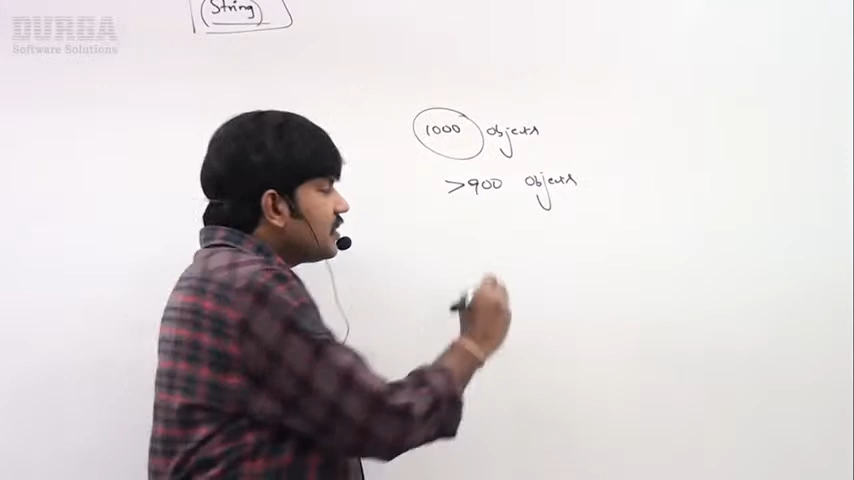 String
DURGA
Software Solutions
1000 objects
>900 objects